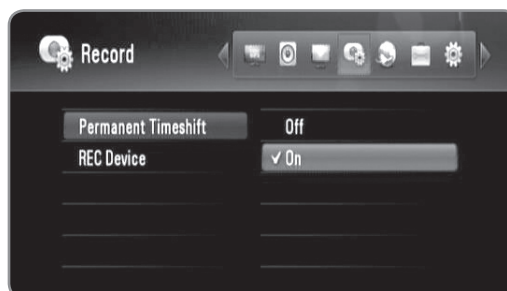 Record
Permanent Timeshift
Off
REC Device
✓ On